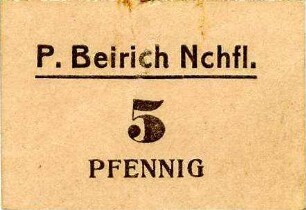 P. Beirich Nchfl.
5
PFENNIG